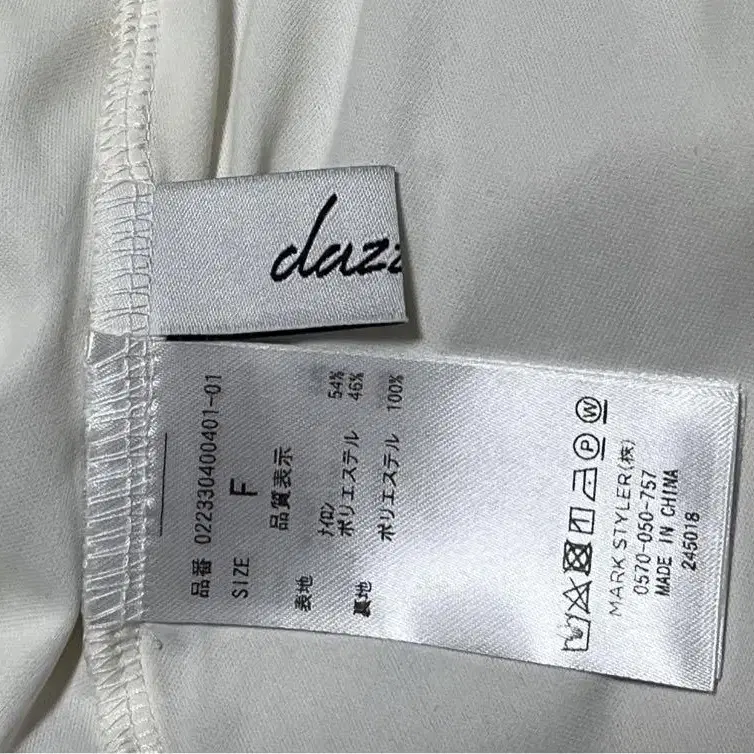 dazz
品番 022330400401-01
SIZE F
品質表示
表地 ナイロン 54%
ポリエステル 46%
裏地 ポリエステル 100%
P W
MARK STYLER(株)
0570-050-757
MADE IN CHINA
245018